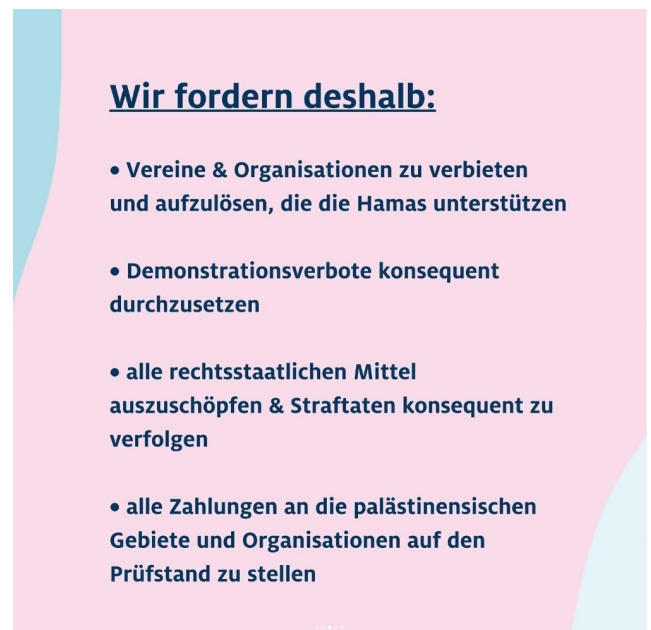 Wir fordern deshalb:
• Vereine & Organisationen zu verbieten
und aufzulösen, die die Hamas unterstützen
• Demonstrationsverbote konsequent
durchzusetzen
• alle rechtsstaatlichen Mittel
auszuschöpfen & Straftaten konsequent zu
verfolgen
• alle Zahlungen an die palästinensischen
Gebiete und Organisationen auf den
Prüfstand zu stellen